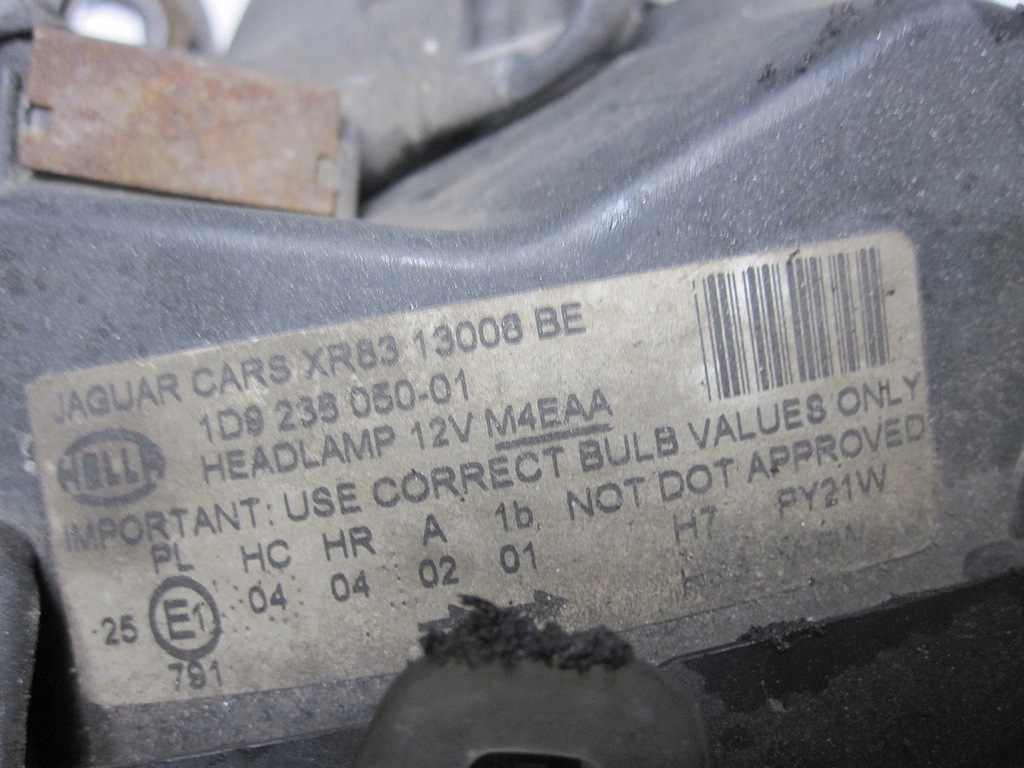 JAGUAR CARS XR83 13008 BE
1D9 238 050-01
HELLA
HEADLAMP 12V M4EAA
IMPORTANT: USE CORRECT BULB VALUES ONLY
PL HC HR A 1b. NOT DOT APPROVED
25 E1 04 04 02 01 H7 PY21W
791